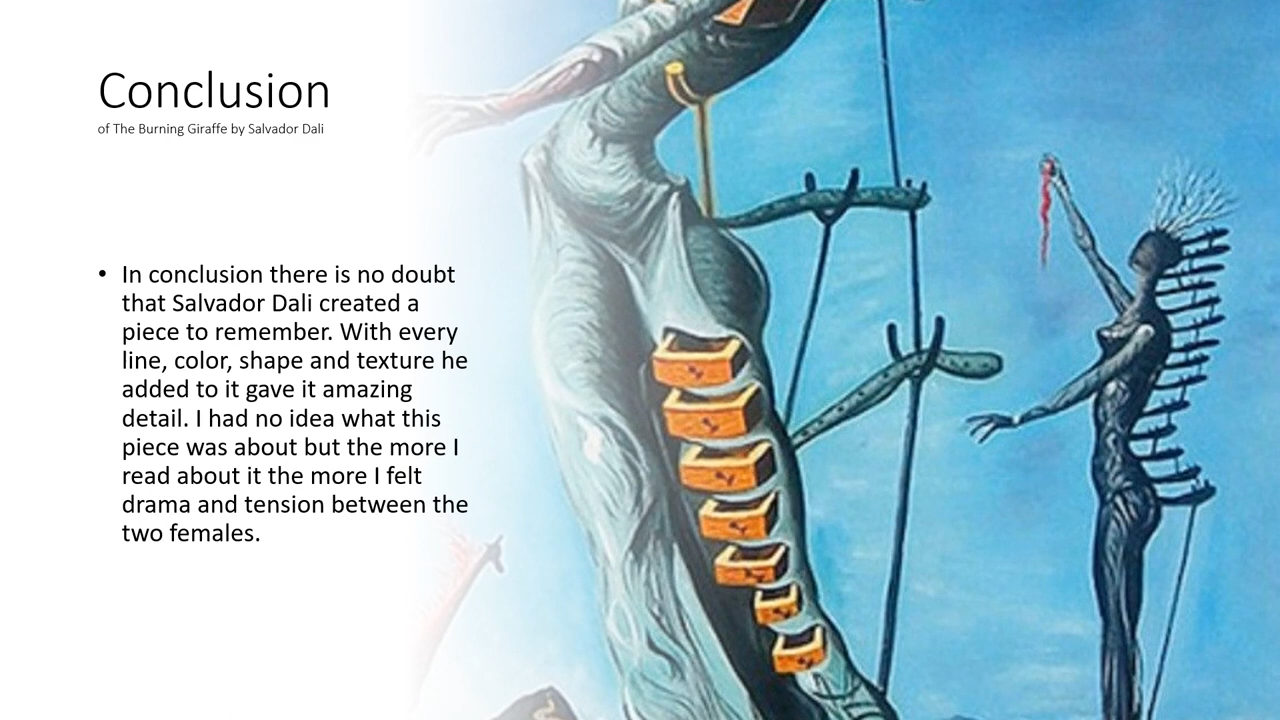 Conclusion
of The Burning Giraffe by Salvador Dali
• In conclusion there is no doubt
that Salvador Dali created a
piece to remember. With every
line, color, shape and texture he
added to it gave it amazing
detail. I had no idea what this
piece was about but the more I
read about it the more I felt
drama and tension between the
two females.